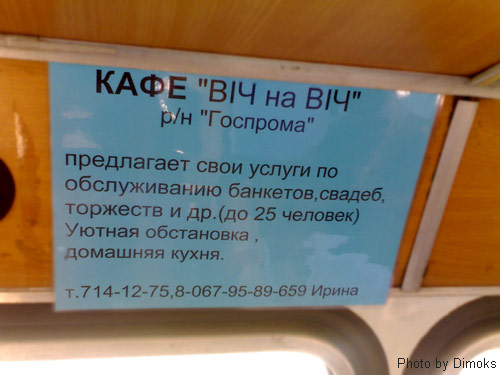 КАФЕ "ВІЧ на ВІЧ"
р/н "Госпрома"
предлагает свои услуги по
обслуживанию банкетов,свадеб,
торжеств и др.(до 25 человек)
Уютная обстановка ,
домашняя кухня.
т.714-12-75,8-067-95-89-659 Ирина
Photo by Dimoks